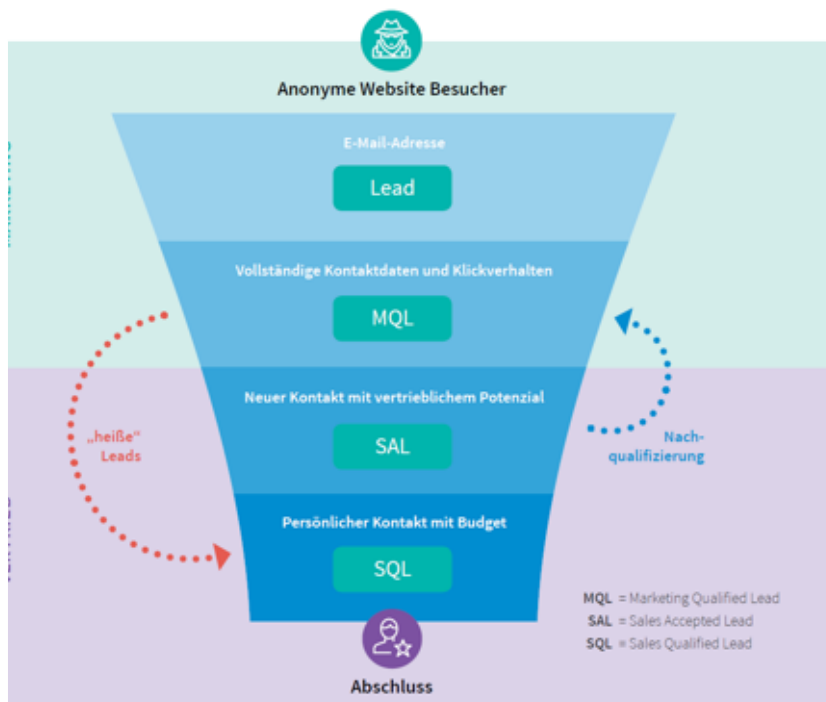 Anonyme Website Besucher
E-Mail-Adresse
Lead
Vollständige Kontaktdaten und Klickverhalten
MQL
Neuer Kontakt mit vertrieblichem Potenzial
SAL
„heiße“
Leads
Nach-
qualifizierung
Persönlicher Kontakt mit Budget
SQL
MQL = Marketing Qualified Lead
SAL = Sales Accepted Lead
SQL = Sales Qualified Lead
Abschluss